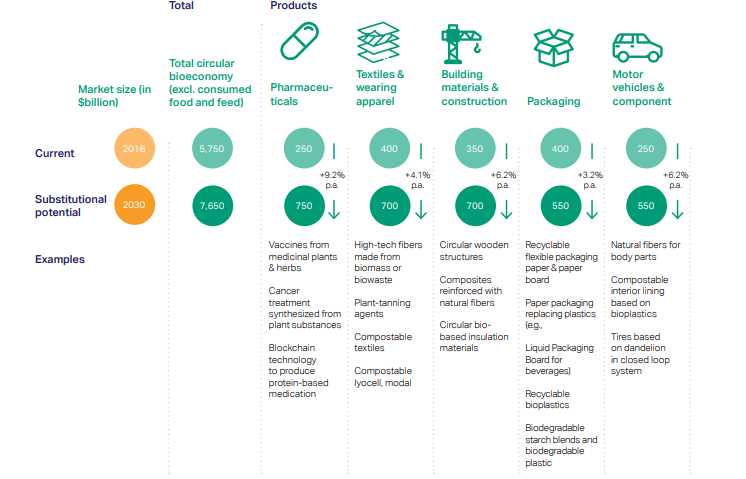 Total
Products
Market size (in
$billion)
Total circular
bioeconomy
(excl. consumed
food and feed)
Pharmaceu-
ticals
Textiles &
wearing
apparel
Building
materials &
construction
Packaging
Motor
vehicles &
component
Current
2018
5,750
250
400
350
400
250
+9.2%
p.a.
+4.1%
p.a.
+6.2%
p.a.
+3.2%
p.a.
+6.2%
p.a.
Substitutional
potential
2030
7,650
750
700
700
550
550
Examples
Vaccines from
medicinal plants
& herbs
Cancer
treatment
synthesized from
plant substances
Blockchain
technology
to produce
protein-based
medication
High-tech fibers
made from
biomass or
biowaste
Plant-tanning
agents
Compostable
textiles
Compostable
lyocell, modal
Circular wooden
structures
Composites
reinforced with
natural fibers
Circular bio-
based insulation
materials
Recyclable
flexible packaging
paper & paper
board
Paper packaging
replacing plastics
(e.g.,
Liquid Packaging
Board for
beverages)
Recyclable
bioplastics
Biodegradable
starch blends and
biodegradable
plastic
Natural fibers for
body parts
Compostable
interior lining
based on
bioplastics
Tires based
on dandelion
in closed loop
system